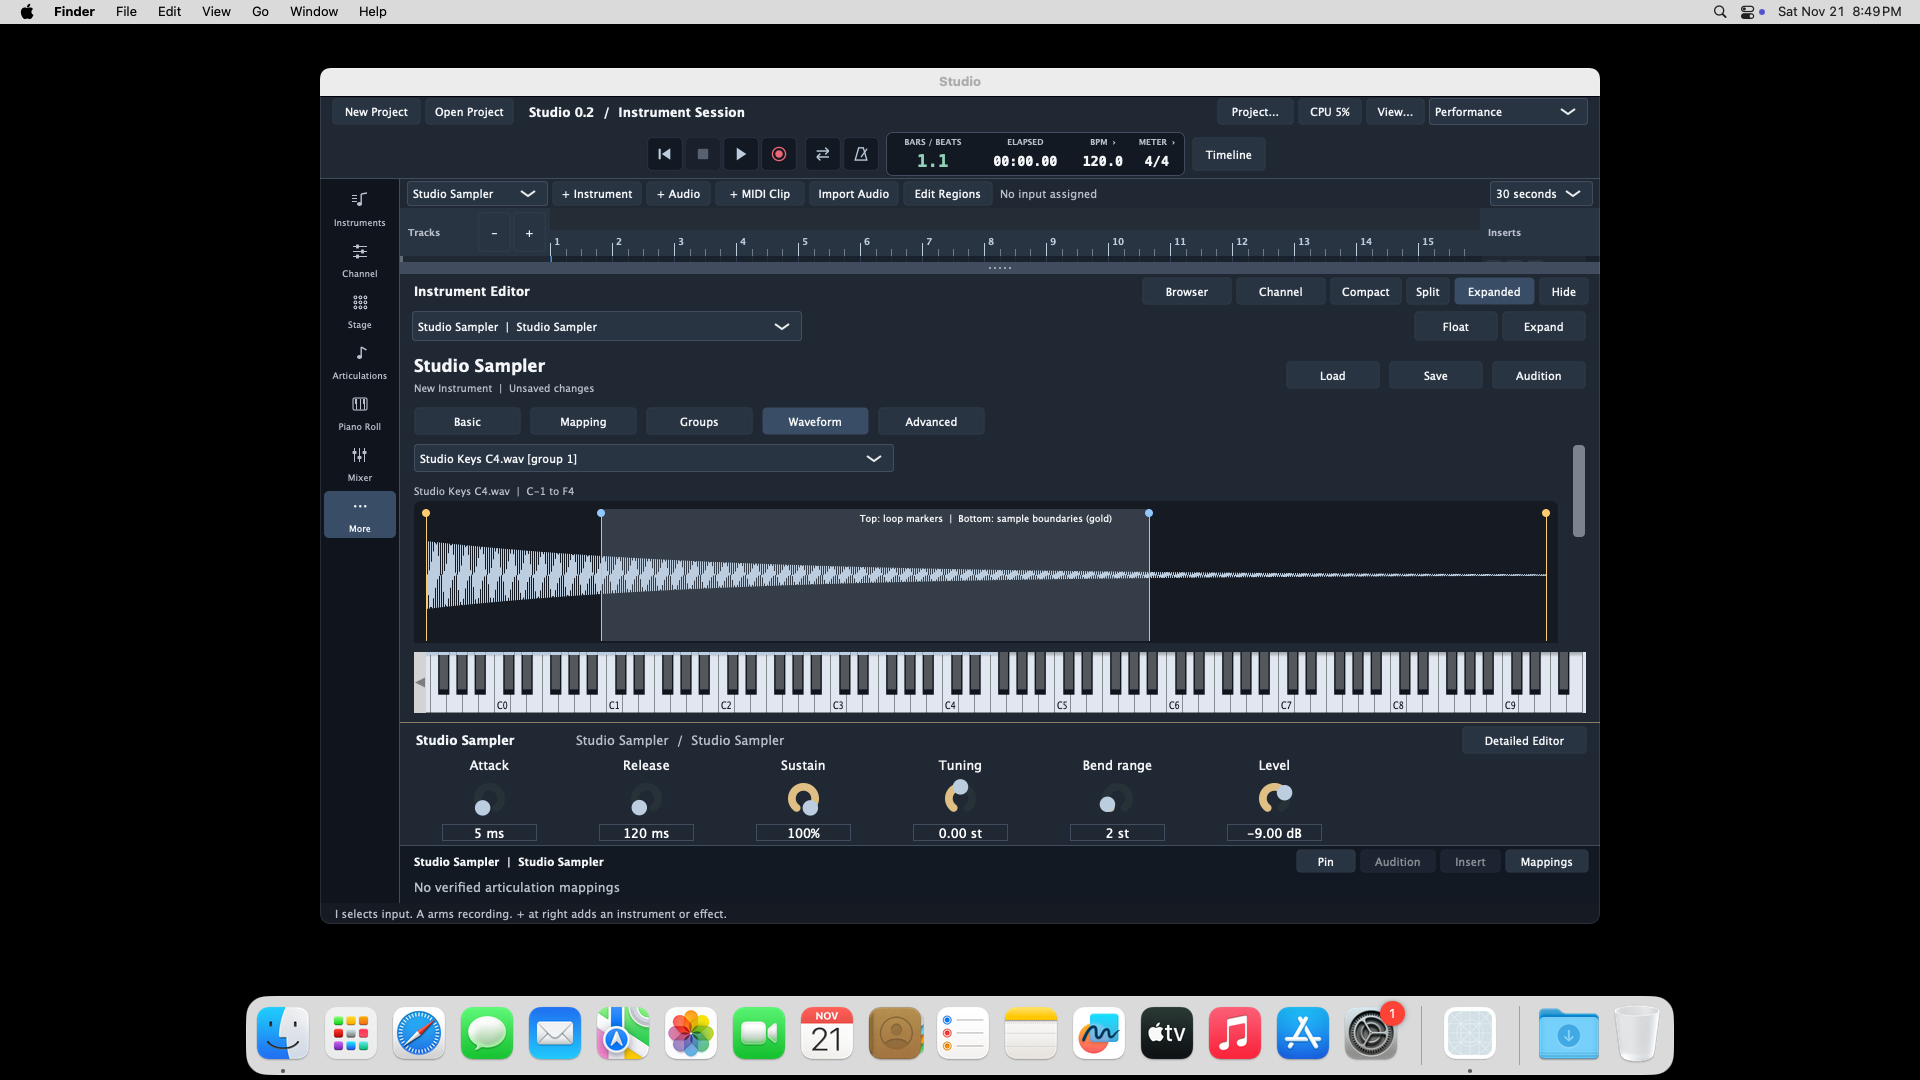 Finder File Edit View Go Window Help
Sat Nov 21 8:49 PM
Studio
New Project Open Project Studio 0.2 / Instrument Session
Project... CPU 5% View... Performance
BARS / BEATS ELAPSED BPM › METER ›
1.1 00:00.00 120.0 4/4
Timeline
Studio Sampler + Instrument + Audio + MIDI Clip Import Audio Edit Regions No input assigned 30 seconds
Instruments
Channel
Stage
Articulations
Piano Roll
Mixer
More
Tracks - + 1 2 3 4 5 6 7 8 9 10 11 12 13 14 15 Inserts
Instrument Editor Browser Channel Compact Split Expanded Hide
Studio Sampler | Studio Sampler Float Expand
Studio Sampler
New Instrument | Unsaved changes
Load Save Audition
Basic Mapping Groups Waveform Advanced
Studio Keys C4.wav [group 1]
Studio Keys C4.wav | C-1 to F4
Top: loop markers | Bottom: sample boundaries (gold)
C0 C1 C2 C3 C4 C5 C6 C7 C8 C9
Studio Sampler Studio Sampler / Studio Sampler Detailed Editor
Attack Release Sustain Tuning Bend range Level
5 ms 120 ms 100% 0.00 st 2 st -9.00 dB
Studio Sampler | Studio Sampler Pin Audition Insert Mappings
No verified articulation mappings
I selects input. A arms recording. + at right adds an instrument or effect.
NOV
21
tv
1